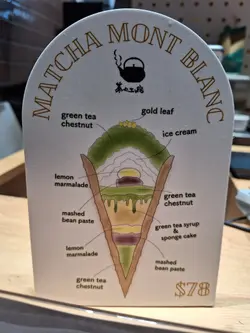 MATCHA MONT BLANC
gold leaf
green tea
chestnut
ice cream
lemon
marmalade
green tea
chestnut
mashed
bean paste
green tea syrup
&
sponge cake
lemon
marmalade
mashed
bean paste
green tea
chestnut
$78